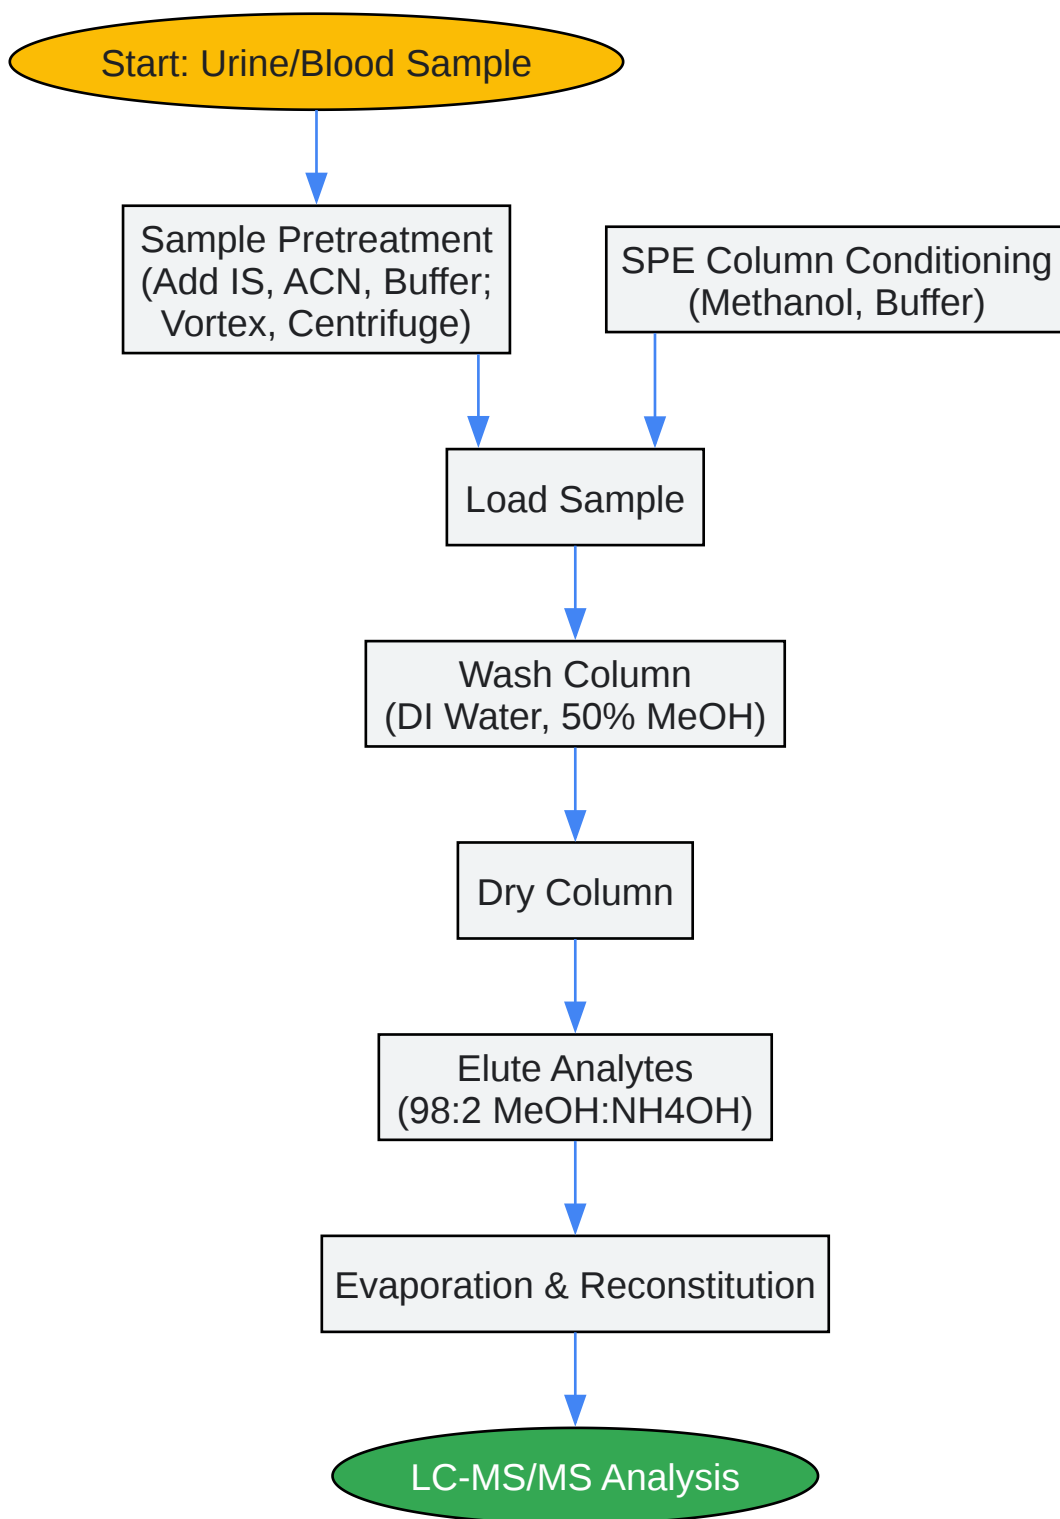 Start: Urine/Blood Sample
Sample Pretreatment
(Add IS, ACN, Buffer;
Vortex, Centrifuge)
SPE Column Conditioning
(Methanol, Buffer)
Load Sample
Wash Column
(DI Water, 50% MeOH)
Dry Column
Elute Analytes
(98:2 MeOH:NH4OH)
Evaporation & Reconstitution
LC-MS/MS Analysis